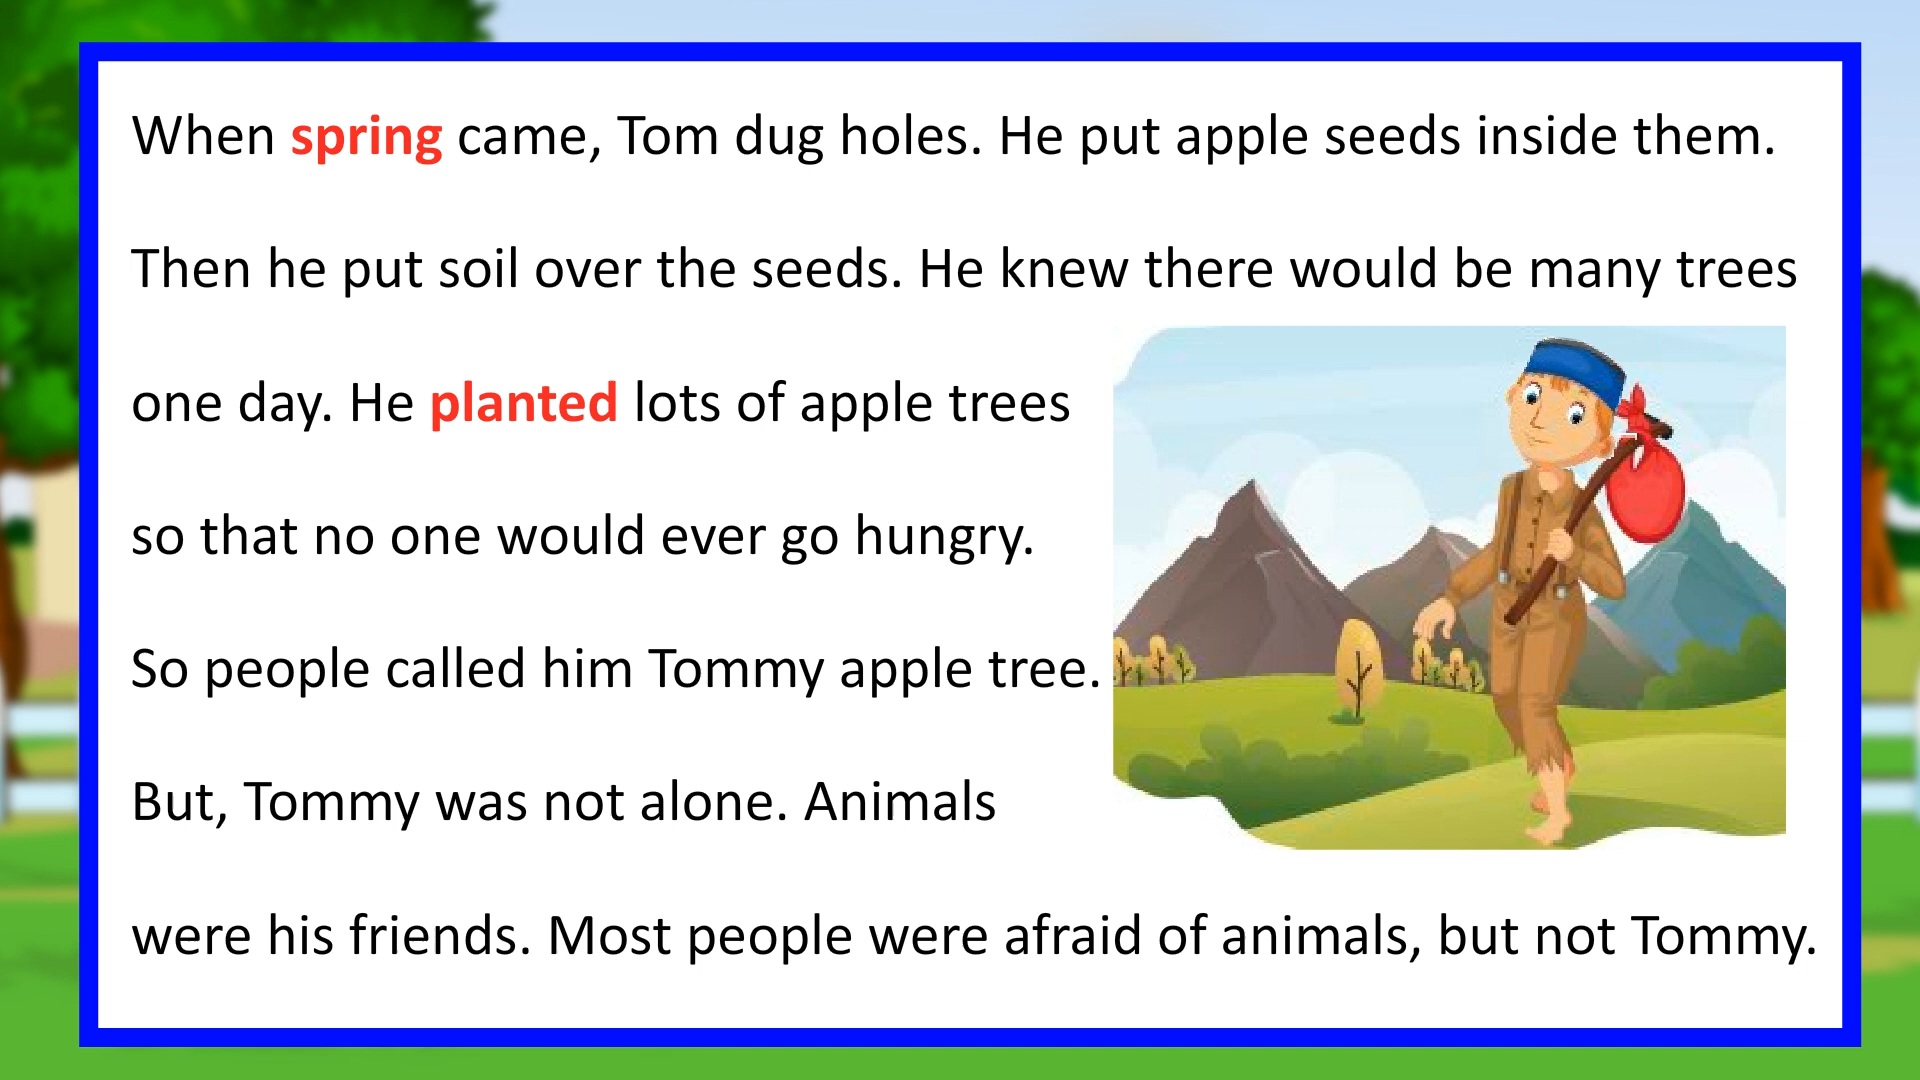 When spring came, Tom dug holes. He put apple seeds inside them.
Then he put soil over the seeds. He knew there would be many trees
one day. He planted lots of apple trees
so that no one would ever go hungry.
So people called him Tommy apple tree.
But, Tommy was not alone. Animals
were his friends. Most people were afraid of animals, but not Tommy.